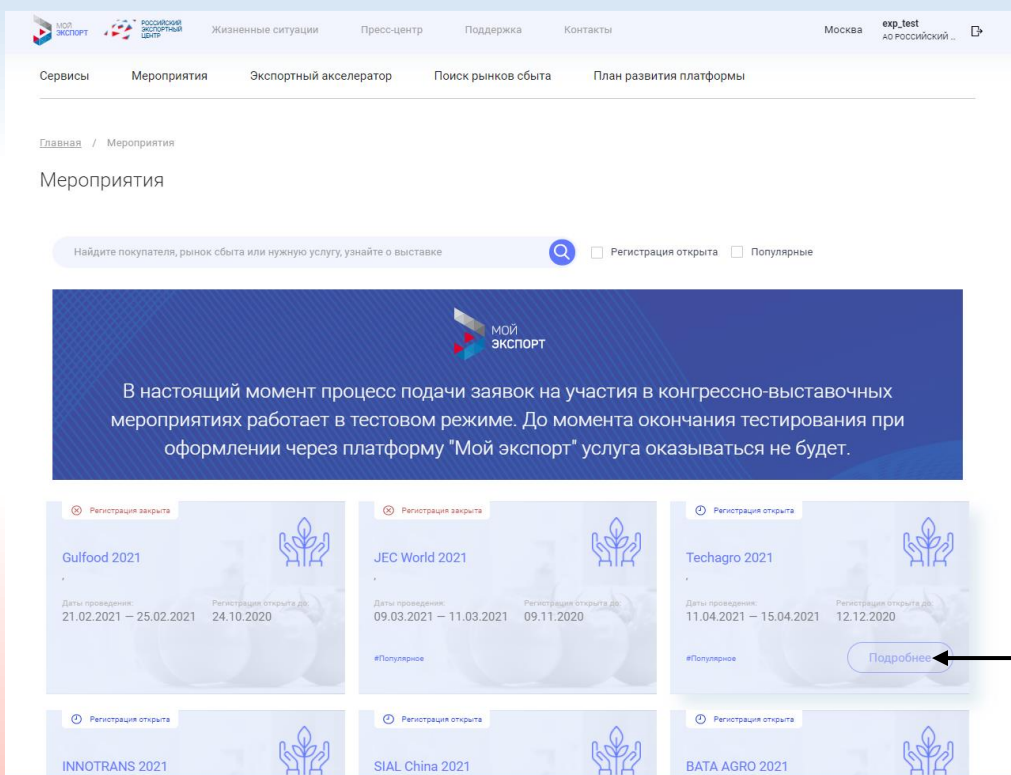 МОЙ ЭКСПОРТ
РОССИЙСКИЙ ЭКСПОРТНЫЙ ЦЕНТР
Жизненные ситуации Пресс-центр Поддержка Контакты Москва exp_test
АО РОССИЙСКИЙ ...
Сервисы Мероприятия Экспортный акселератор Поиск рынков сбыта План развития платформы
Главная / Мероприятия
Мероприятия
Найдите покупателя, рынок сбыта или нужную услугу, узнайте о выставке Регистрация открыта Популярные
МОЙ
ЭКСПОРТ
В настоящий момент процесс подачи заявок на участия в конгрессно-выставочных
мероприятиях работает в тестовом режиме. До момента окончания тестирования при
оформлении через платформу "Мой экспорт" услуга оказываться не будет.
Регистрация закрыта Регистрация закрыта Регистрация открыта
Gulfood 2021 JEC World 2021 Techagro 2021
, , ,
Даты проведения: Регистрация открыта до: Даты проведения: Регистрация открыта до: Даты проведения: Регистрация открыта до:
21.02.2021 — 25.02.2021 24.10.2020 09.03.2021 — 11.03.2021 09.11.2020 11.04.2021 — 15.04.2021 12.12.2020
#Популярное #Популярное Подробнее
Регистрация открыта Регистрация открыта Регистрация открыта
INNOTRANS 2021 SIAL China 2021 BATA AGRO 2021